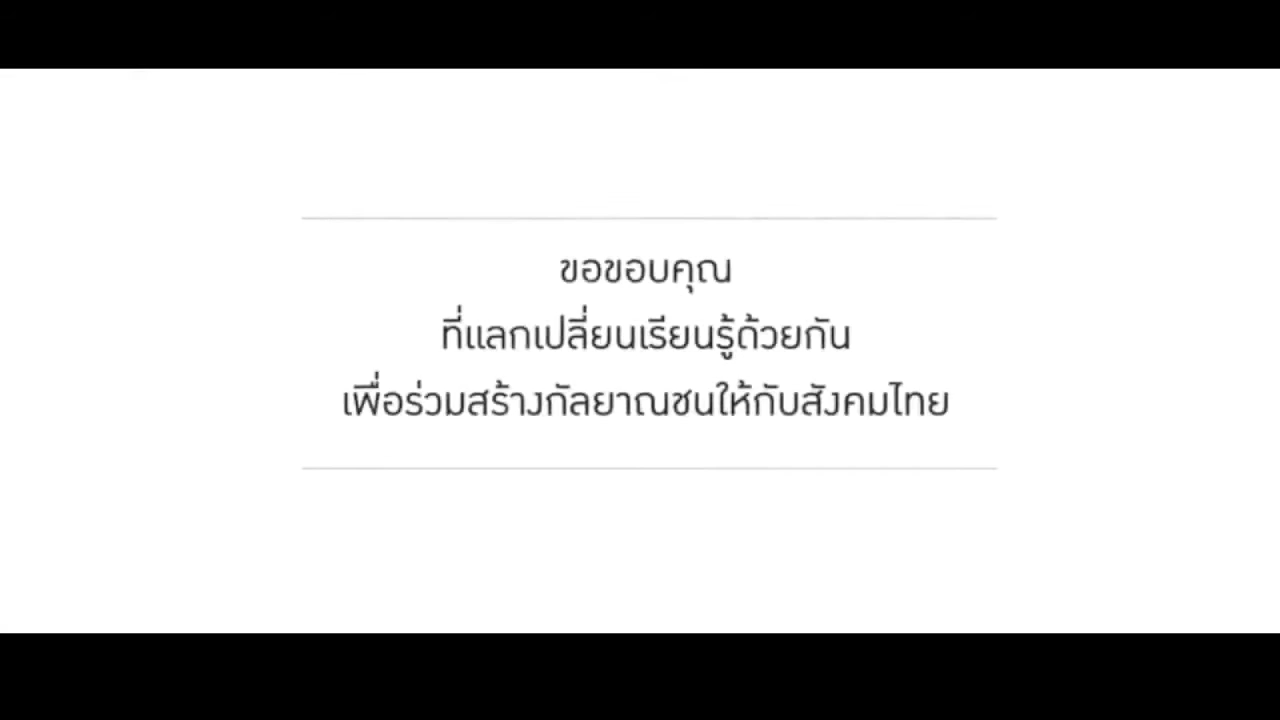 ขอขอบคุณ
ที่แลกเปลี่ยนเรียนรู้ด้วยกัน
เพื่อร่วมสร้างกัลยาณชนให้กับสังคมไทย